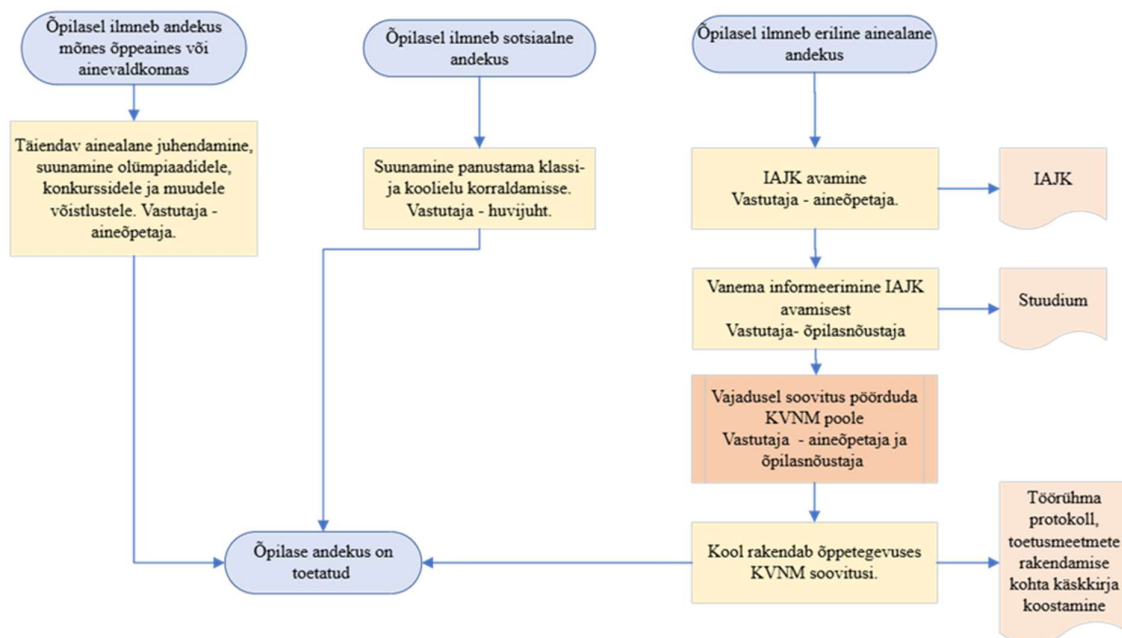 Õpilasel ilmneb andekus
mõnes õppeaines või
ainevaldkonnas
Täiendav ainealane juhendamine,
suunamine olümpiaadidele,
konkurssidele ja muudele
võistlustele. Vastutaja -
aineõpetaja.
Õpilasel ilmneb sotsiaalne
andekus
Suunamine panustama klassi-
ja koolielu korraldamisse.
Vastutaja - huvijuht.
Õpilasel ilmneb eriline ainealane
andekus
IAJK avamine
Vastutaja - aineõpetaja.
IAJK
Vanema informeerimine IAJK
avamisest
Vastutaja- õpilasnõustaja
Stuudium
Vajadusel soovitus pöörduda
KVNM poole
Vastutaja - aineõpetaja ja
õpilasnõustaja
Kool rakendab õppetegevuses
KVNM soovitusi.
Töörühma
protokoll,
toetusmeetmete
rakendamise
kohta käskkirja
koostamine
Õpilase andekus on
toetatud